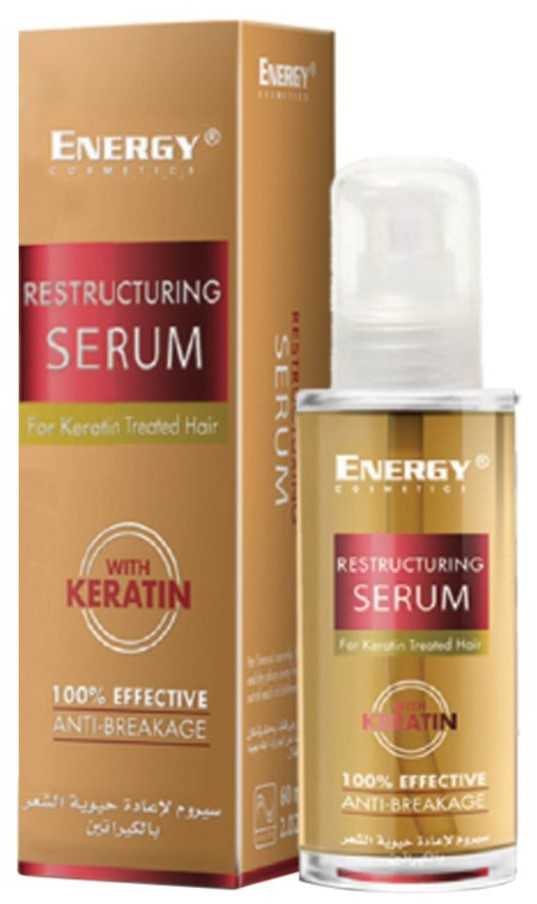 ENERGY®
COSMETICS
RESTRUCTURING
SERUM
For Keratin Treated Hair
WITH
KERATIN
100% EFFECTIVE
ANTI-BREAKAGE
سيروم لاعادة حيوية الشعر
بالكيراتين
ENERGY®
COSMETICS
RESTRUCTURING
SERUM
60
ENERGY®
COSMETICS
RESTRUCTURING
SERUM
For Keratin Treated Hair
WITH
KERATIN
100% EFFECTIVE
ANTI-BREAKAGE
سيروم لاعادة حيوية الشعر